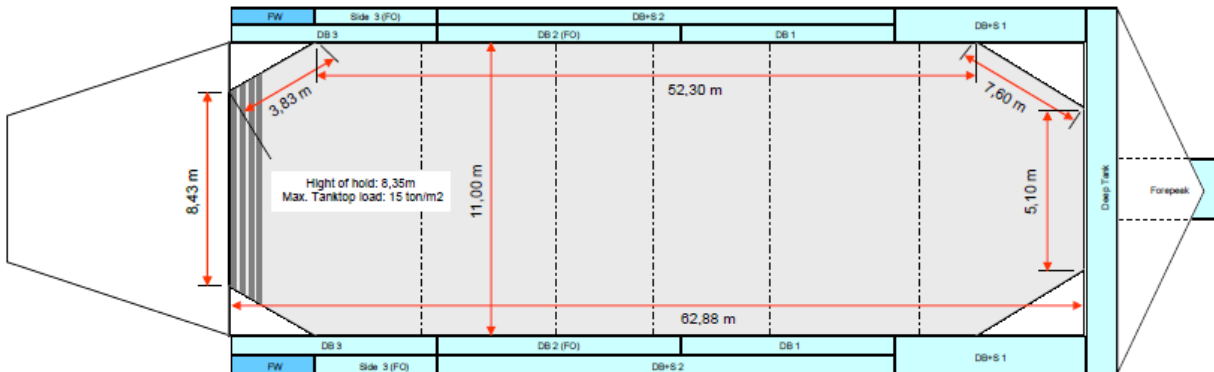 FW
Side 3 (FO)
DB+S 2
DB+S 1
DB 3
DB 2 (FO)
DB 1
3,83 m
52,30 m
7,60 m
8,43 m
Hight of hold: 8,35m
Max. Tanktop load: 15 ton/m2
11,00 m
5,10 m
Deep Tank
Forepeak
62,88 m
DB 3
DB 2 (FO)
DB 1
DB+S 1
FW
Side 3 (FO)
DB+S 2